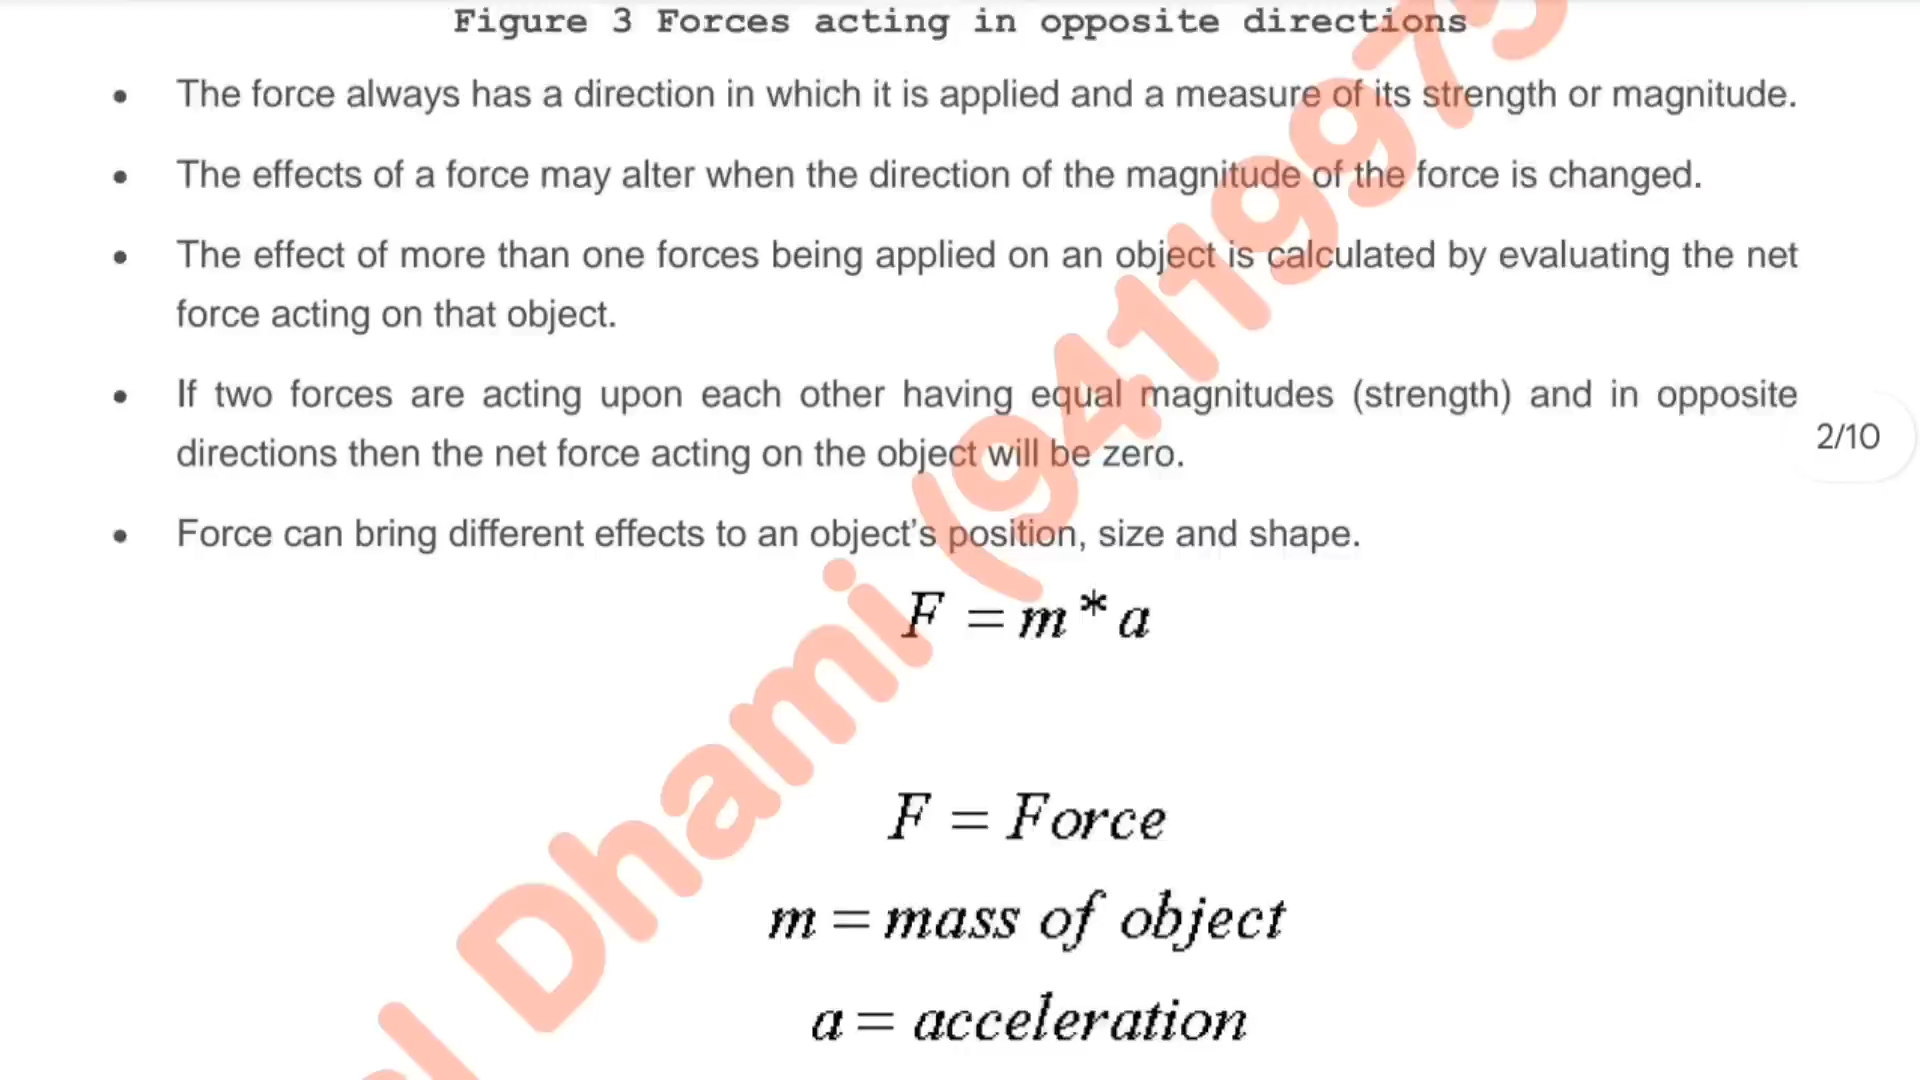 Figure 3 Forces acting in opposite directions
• The force always has a direction in which it is applied and a measure of its strength or magnitude.
• The effects of a force may alter when the direction of the magnitude of the force is changed.
• The effect of more than one forces being applied on an object is calculated by evaluating the net
force acting on that object.
• If two forces are acting upon each other having equal magnitudes (strength) and in opposite
directions then the net force acting on the object will be zero.
2/10
• Force can bring different effects to an object’s position, size and shape.
F = m * a
F = Force
m = mass of object
a = acceleration
Dhami (94119975